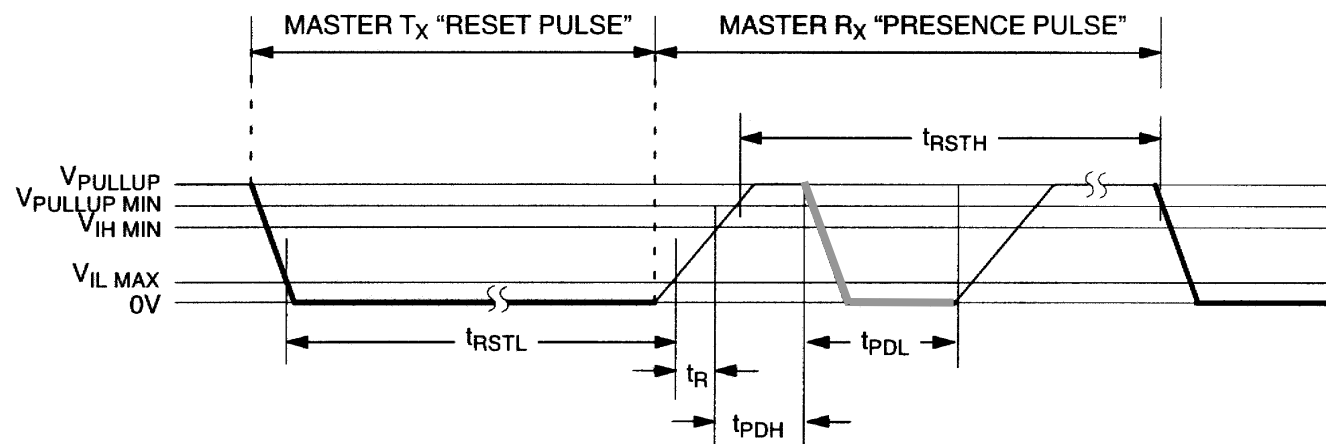 MASTER TX “RESET PULSE” MASTER RX “PRESENCE PULSE”
tRSTH
VPULLUP
VPULLUP MIN
VIH MIN
VIL MAX
0V
tRSTL
tPDL
tR
tPDH